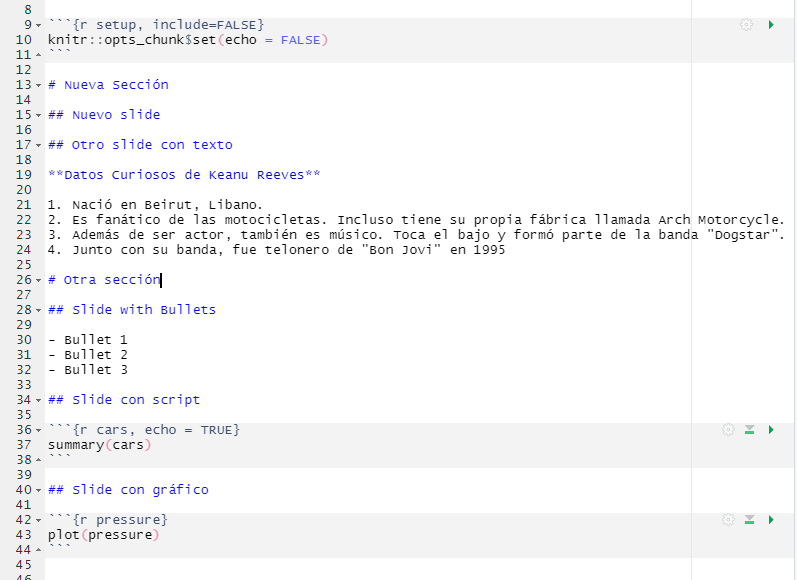 8
9 ```{r setup, include=FALSE}
10 knitr::opts_chunk$set(echo = FALSE)
11 ```
12
13 # Nueva Sección
14
15 ## Nuevo slide
16
17 ## Otro slide con texto
18
19 **Datos Curiosos de Keanu Reeves**
20
21 1. Nació en Beirut, Libano.
22 2. Es fanático de las motocicletas. Incluso tiene su propia fábrica llamada Arch Motorcycle.
23 3. Además de ser actor, también es músico. Toca el bajo y formó parte de la banda "Dogstar".
24 4. Junto con su banda, fue telonero de "Bon Jovi" en 1995
25
26 # Otra sección
27
28 ## Slide with Bullets
29
30 - Bullet 1
31 - Bullet 2
32 - Bullet 3
33
34 ## Slide con script
35
36 ```{r cars, echo = TRUE}
37 summary(cars)
38 ```
39
40 ## Slide con gráfico
41
42 ```{r pressure}
43 plot(pressure)
44 ```
45
46